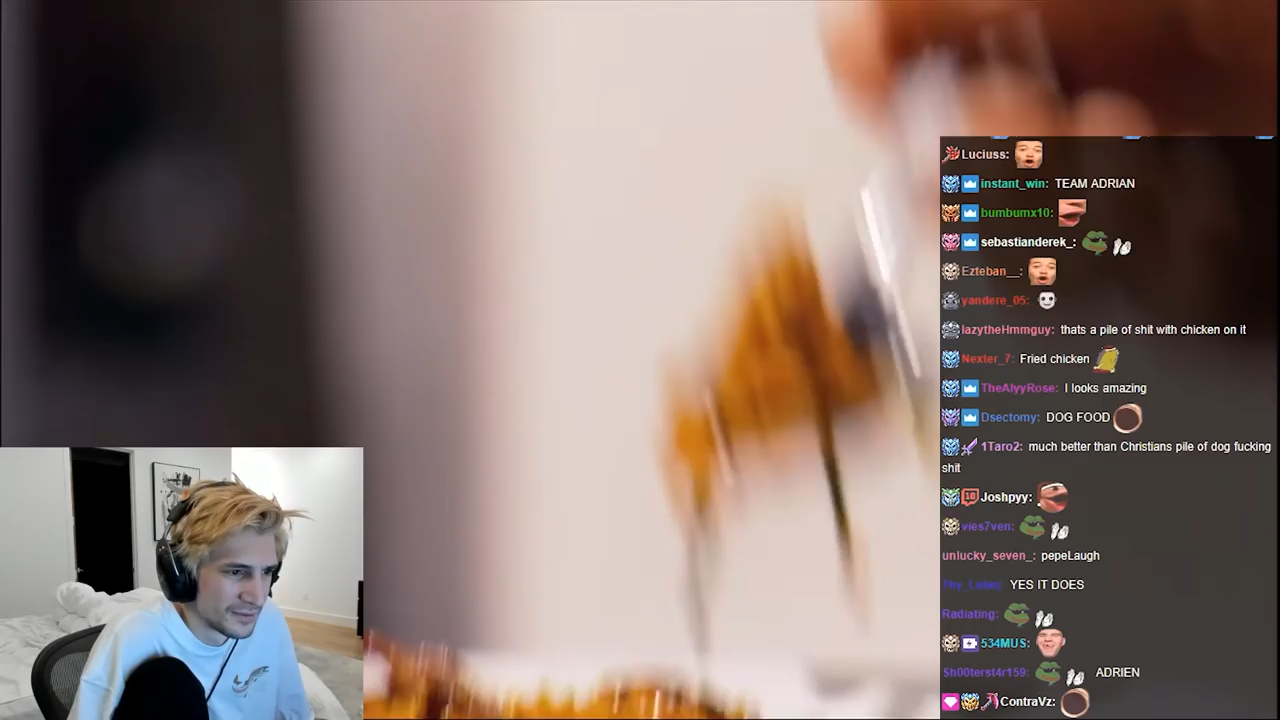 Luciuss:
instant_win: TEAM ADRIAN
bumbumx10:
sebastianderek_:
Ezteban__:
yandere_05:
lazytheHmmguy: thats a pile of shit with chicken on it
Nexter_7: Fried chicken
TheAlyyRose: I looks amazing
Dsectomy: DOG FOOD
1Taro2: much better than Christians pile of dog fucking
shit
10 Joshpyy:
vies7ven:
unlucky_seven_: pepeLaugh
YES IT DOES
Radiating:
534MUS:
Sh00terst4r159: ADRIEN
ContraVz: